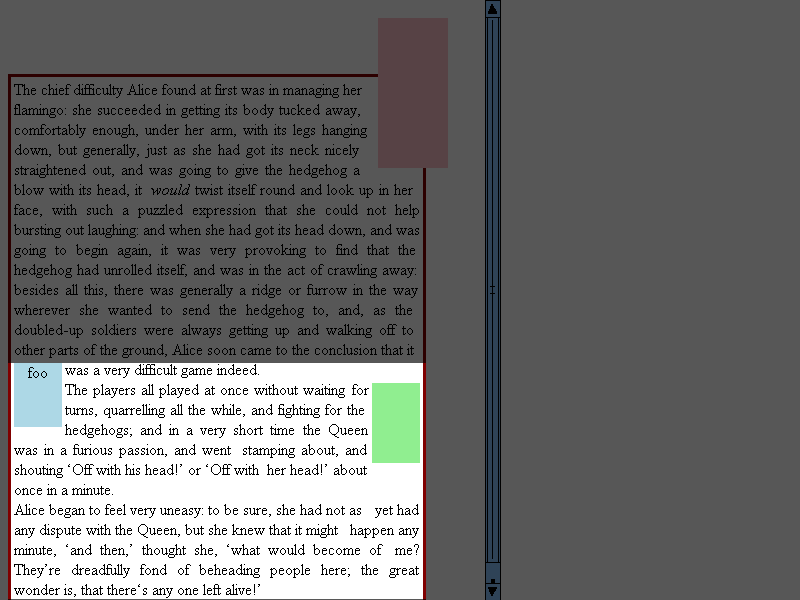 The chief difficulty Alice found at first was in managing her
flamingo: she succeeded in getting its body tucked away,
comfortably enough, under her arm, with its legs hanging
down, but generally, just as she had got its neck nicely
straightened out, and was going to give the hedgehog a
blow with its head, it would twist itself round and look up in her
face, with such a puzzled expression that she could not help
bursting out laughing: and when she had got its head down, and was
going to begin again, it was very provoking to find that the
hedgehog had unrolled itself, and was in the act of crawling away:
besides all this, there was generally a ridge or furrow in the way
wherever she wanted to send the hedgehog to, and, as the
doubled-up soldiers were always getting up and walking off to
other parts of the ground, Alice soon came to the conclusion that it
foo
was a very difficult game indeed.
The players all played at once without waiting for
turns, quarrelling all the while, and fighting for the
hedgehogs; and in a very short time the Queen
was in a furious passion, and went stamping about, and
shouting ‘Off with his head!’ or ‘Off with her head!’ about
once in a minute.
Alice began to feel very uneasy: to be sure, she had not as yet had
any dispute with the Queen, but she knew that it might happen any
minute, ‘and then,’ thought she, ‘what would become of me?
They’re dreadfully fond of beheading people here; the great
wonder is, that there‘s any one left alive!’